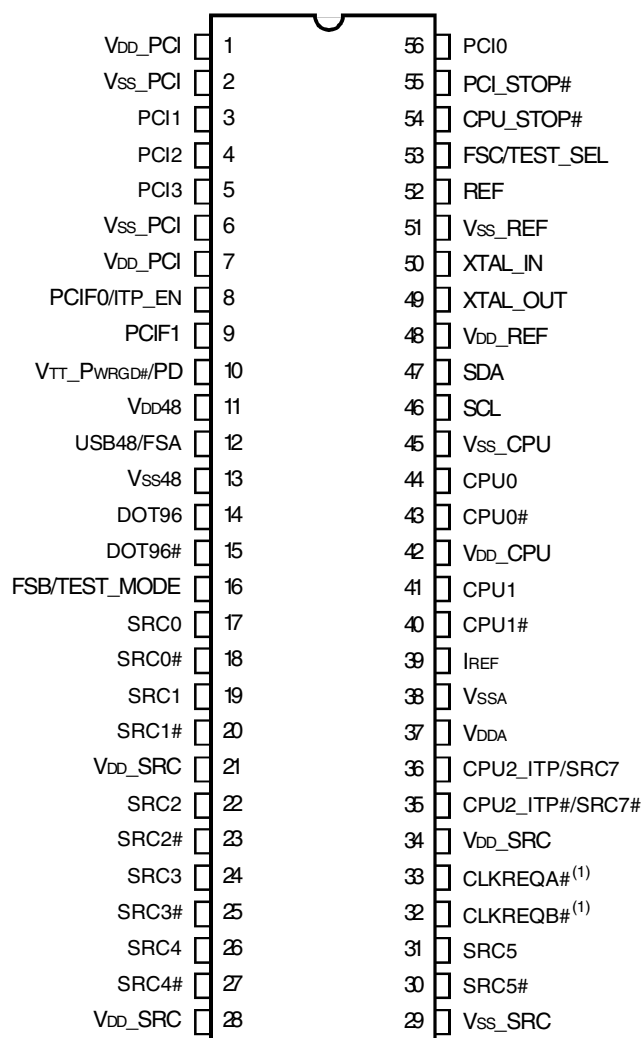 VDD_PCI 1 56 PCI0
VSS_PCI 2 55 PCI_STOP#
PCI1 3 54 CPU_STOP#
PCI2 4 53 FSC/TEST_SEL
PCI3 5 52 REF
VSS_PCI 6 51 VSS_REF
VDD_PCI 7 50 XTAL_IN
PCIF0/ITP_EN 8 49 XTAL_OUT
PCIF1 9 48 VDD_REF
VTT_PWRGD#/PD 10 47 SDA
VDD48 11 46 SCL
USB48/FSA 12 45 VSS_CPU
VSS48 13 44 CPU0
DOT96 14 43 CPU0#
DOT96# 15 42 VDD_CPU
FSB/TEST_MODE 16 41 CPU1
SRC0 17 40 CPU1#
SRC0# 18 39 IREF
SRC1 19 38 VSSA
SRC1# 20 37 VDDA
VDD_SRC 21 36 CPU2_ITP/SRC7
SRC2 22 35 CPU2_ITP#/SRC7#
SRC2# 23 34 VDD_SRC
SRC3 24 33 CLKREQA#(1)
SRC3# 25 32 CLKREQB#(1)
SRC4 26 31 SRC5
SRC4# 27 30 SRC5#
VDD_SRC 28 29 VSS_SRC